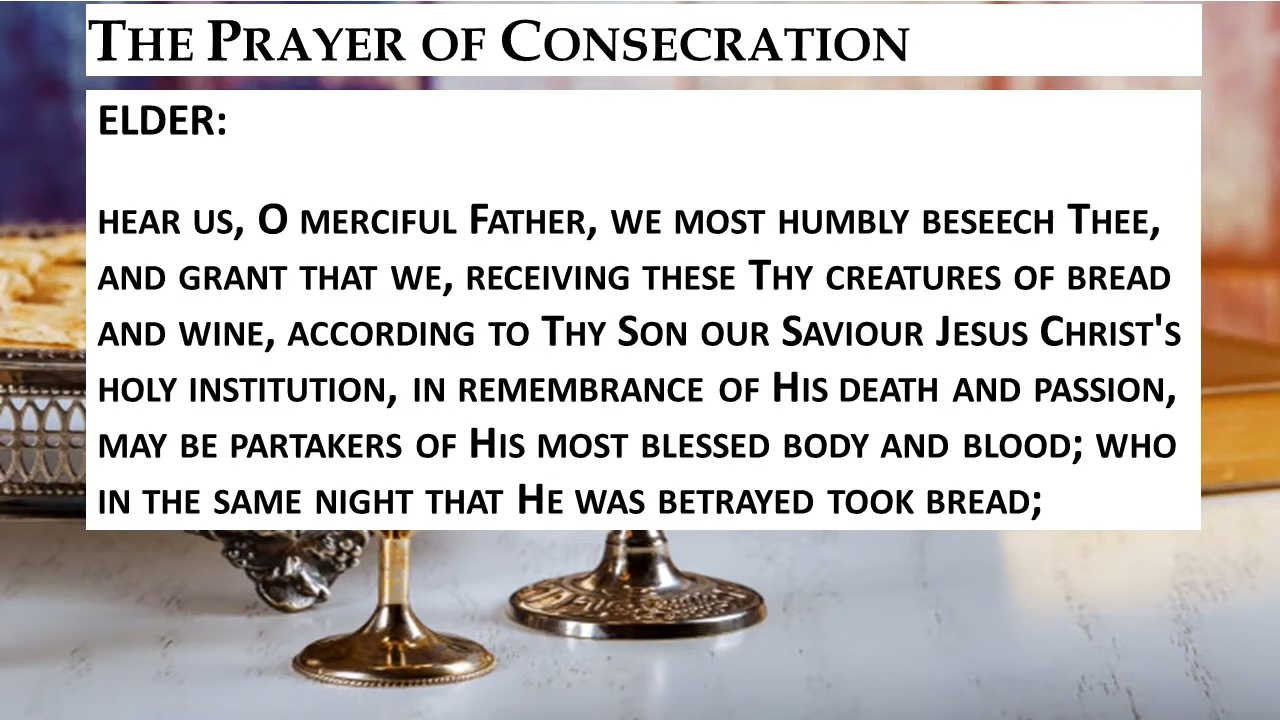 THE PRAYER OF CONSECRATION
ELDER:
HEAR US, O MERCIFUL FATHER, WE MOST HUMBLY BESEECH THEE,
AND GRANT THAT WE, RECEIVING THESE THY CREATURES OF BREAD
AND WINE, ACCORDING TO THY SON OUR SAVIOUR JESUS CHRIST'S
HOLY INSTITUTION, IN REMEMBRANCE OF HIS DEATH AND PASSION,
MAY BE PARTAKERS OF HIS MOST BLESSED BODY AND BLOOD; WHO
IN THE SAME NIGHT THAT HE WAS BETRAYED TOOK BREAD;